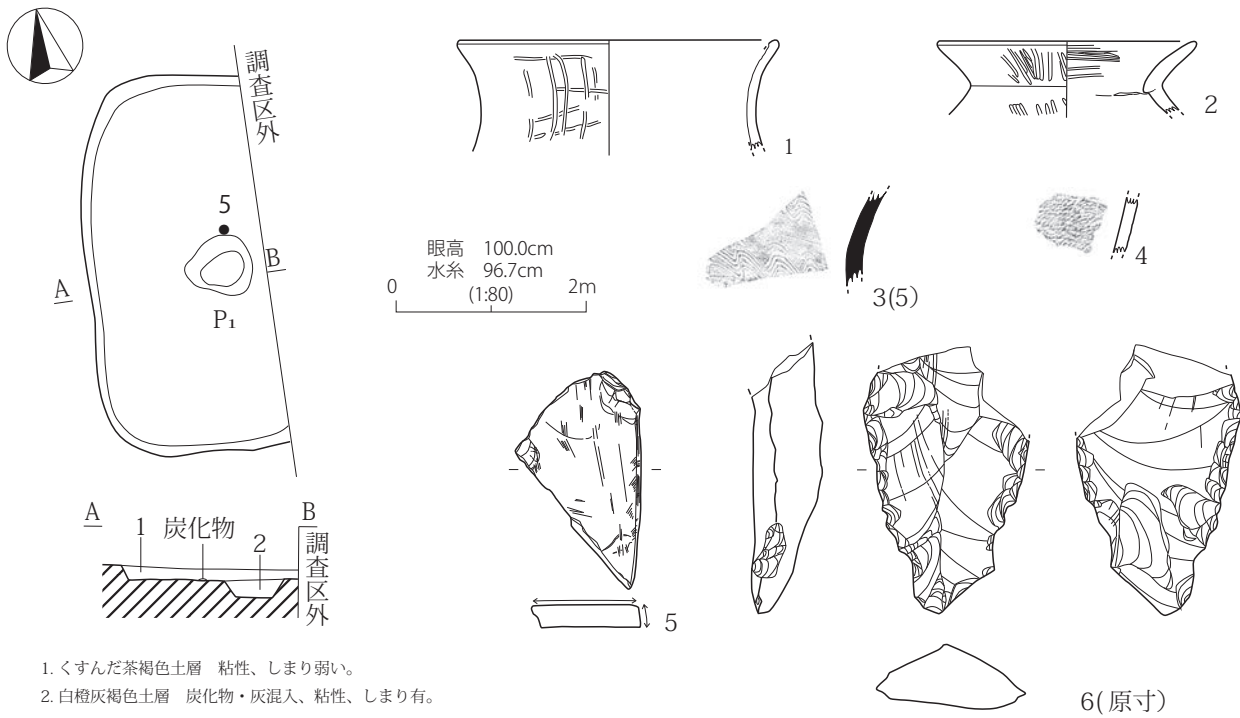 調査区外
5
B
A
P₁
眼高 100.0cm
水糸 96.7cm
0 (1:80) 2m
1
2
3(5)
4
A 1 炭化物 2 B
調査区外
5
6(原寸)
1. くすんだ茶褐色土層 粘性、しまり弱い。
2. 白橙灰褐色土層 炭化物・灰混入、粘性、しまり有。